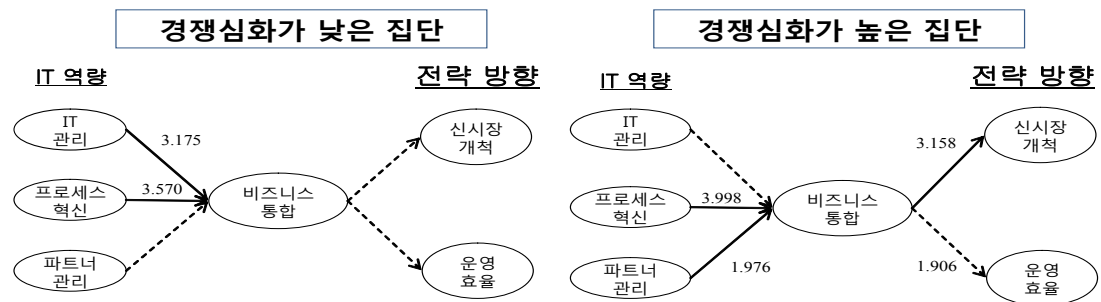 경쟁심화가 낮은 집단
IT 역량
전략 방향
IT
관리
3.175
신시장
개척
프로세스
혁신
3.570
비즈니스
통합
파트너
관리
운영
효율
경쟁심화가 높은 집단
IT 역량
전략 방향
IT
관리
3.158
신시장
개척
프로세스
혁신
3.998
비즈니스
통합
파트너
관리
1.976
1.906
운영
효율